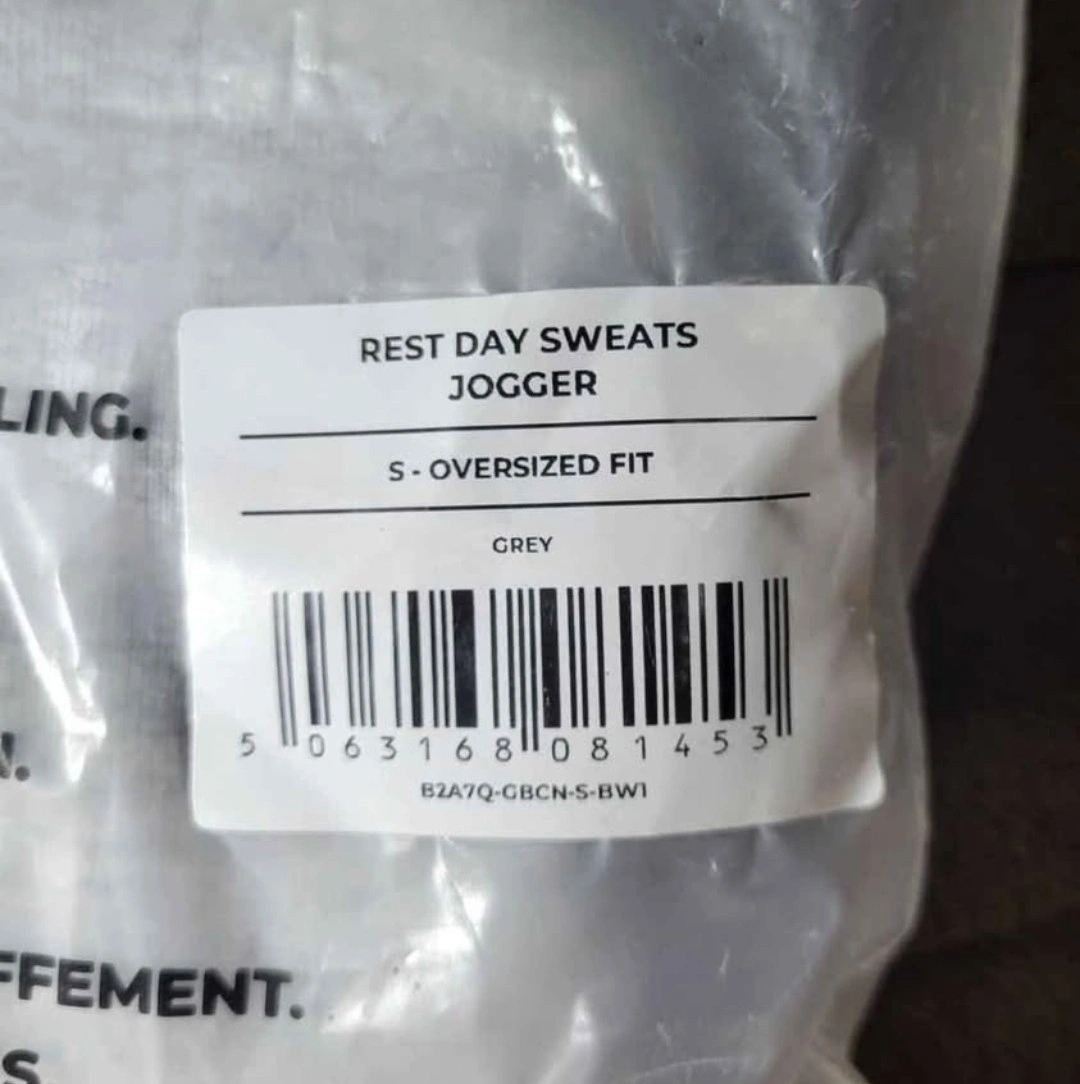 REST DAY SWEATS
JOGGER
LING.
S - OVERSIZED FIT
GREY
5 063168 081453
B2A7Q-GBCN-S-BW1
FFEMENT.
S